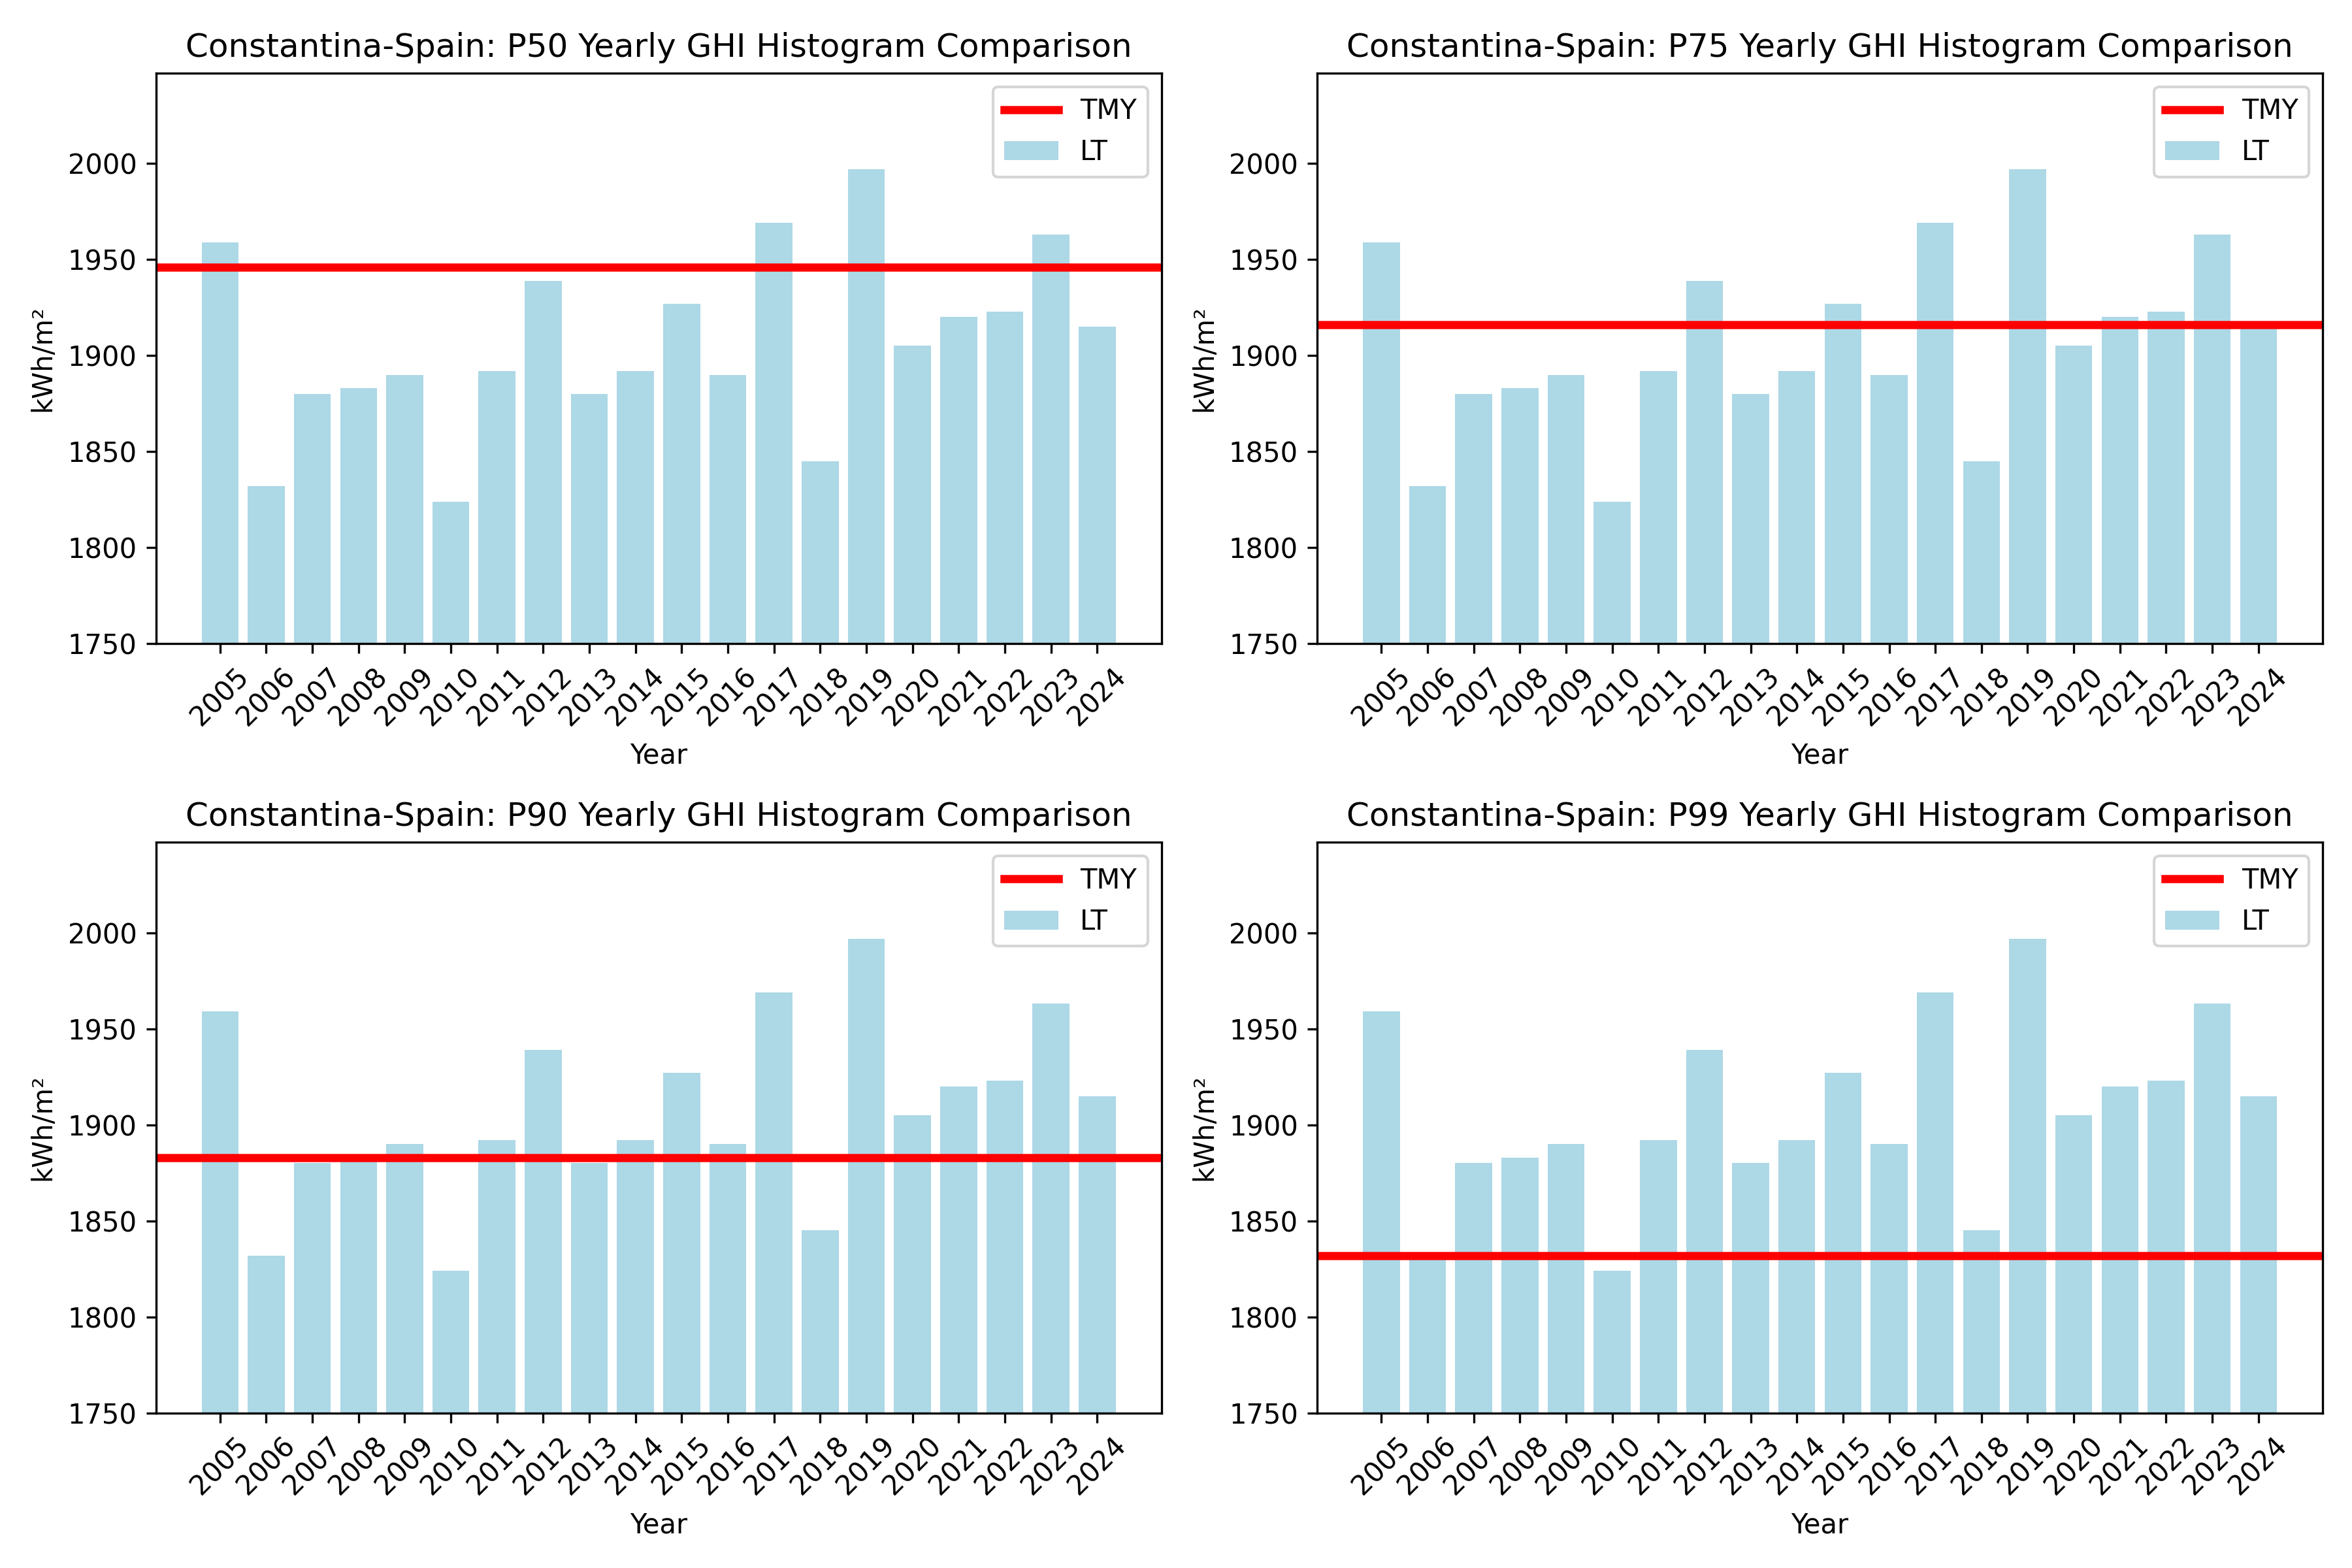 Constantina-Spain: P50 Yearly GHI Histogram Comparison
TMY
LT
kWh/m²
2000
1950
1900
1850
1800
1750
2005 2006 2007 2008 2009 2010 2011 2012 2013 2014 2015 2016 2017 2018 2019 2020 2021 2022 2023 2024
Year
Constantina-Spain: P75 Yearly GHI Histogram Comparison
TMY
LT
kWh/m²
2000
1950
1900
1850
1800
1750
2005 2006 2007 2008 2009 2010 2011 2012 2013 2014 2015 2016 2017 2018 2019 2020 2021 2022 2023 2024
Year
Constantina-Spain: P90 Yearly GHI Histogram Comparison
TMY
LT
kWh/m²
2000
1950
1900
1850
1800
1750
2005 2006 2007 2008 2009 2010 2011 2012 2013 2014 2015 2016 2017 2018 2019 2020 2021 2022 2023 2024
Year
Constantina-Spain: P99 Yearly GHI Histogram Comparison
TMY
LT
kWh/m²
2000
1950
1900
1850
1800
1750
2005 2006 2007 2008 2009 2010 2011 2012 2013 2014 2015 2016 2017 2018 2019 2020 2021 2022 2023 2024
Year